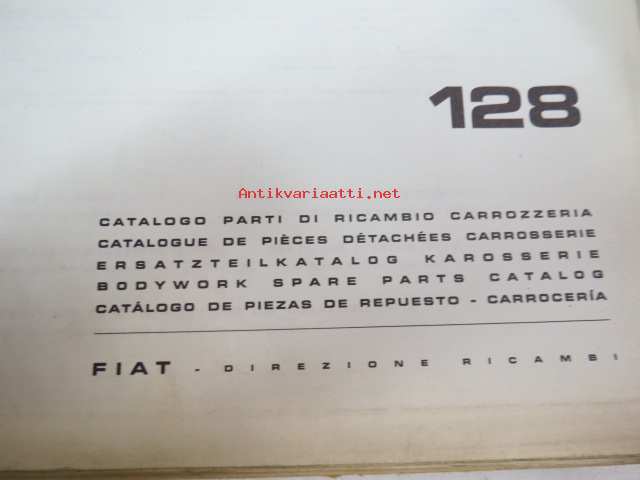 128
Antikvariaatti.net
CATALOGO PARTI DI RICAMBIO CARROZZERIA
CATALOGUE DE PIÈCES DÉTACHÉES CARROSSERIE
ERSATZTEILKATALOG KAROSSERIE
BODYWORK SPARE PARTS CATALOG
CATÁLOGO DE PIEZAS DE REPUESTO - CARROCERÍA
FIAT - DIREZIONE RICAMBI